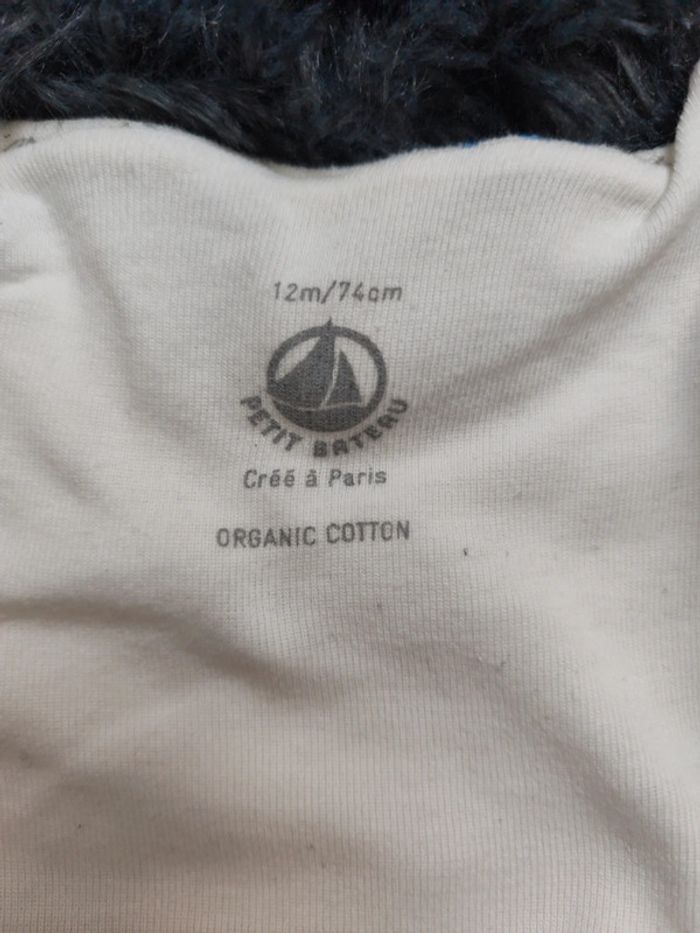 12m/74cm
PETIT BATEAU
Créé à Paris
ORGANIC COTTON